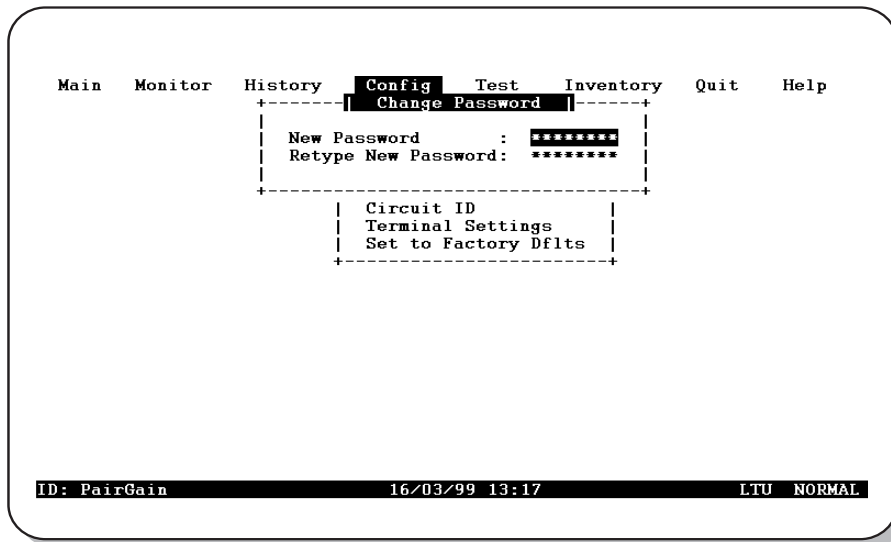 Main Monitor History Config Test Inventory Quit Help
+-------| Change Password |------+
| |
| New Password : ******** |
| Retype New Password: ******** |
| |
+----------------------------------+
| Circuit ID |
| Terminal Settings |
| Set to Factory Dflts |
+------------------------+
ID: PairGain 16/03/99 13:17 LTU NORMAL